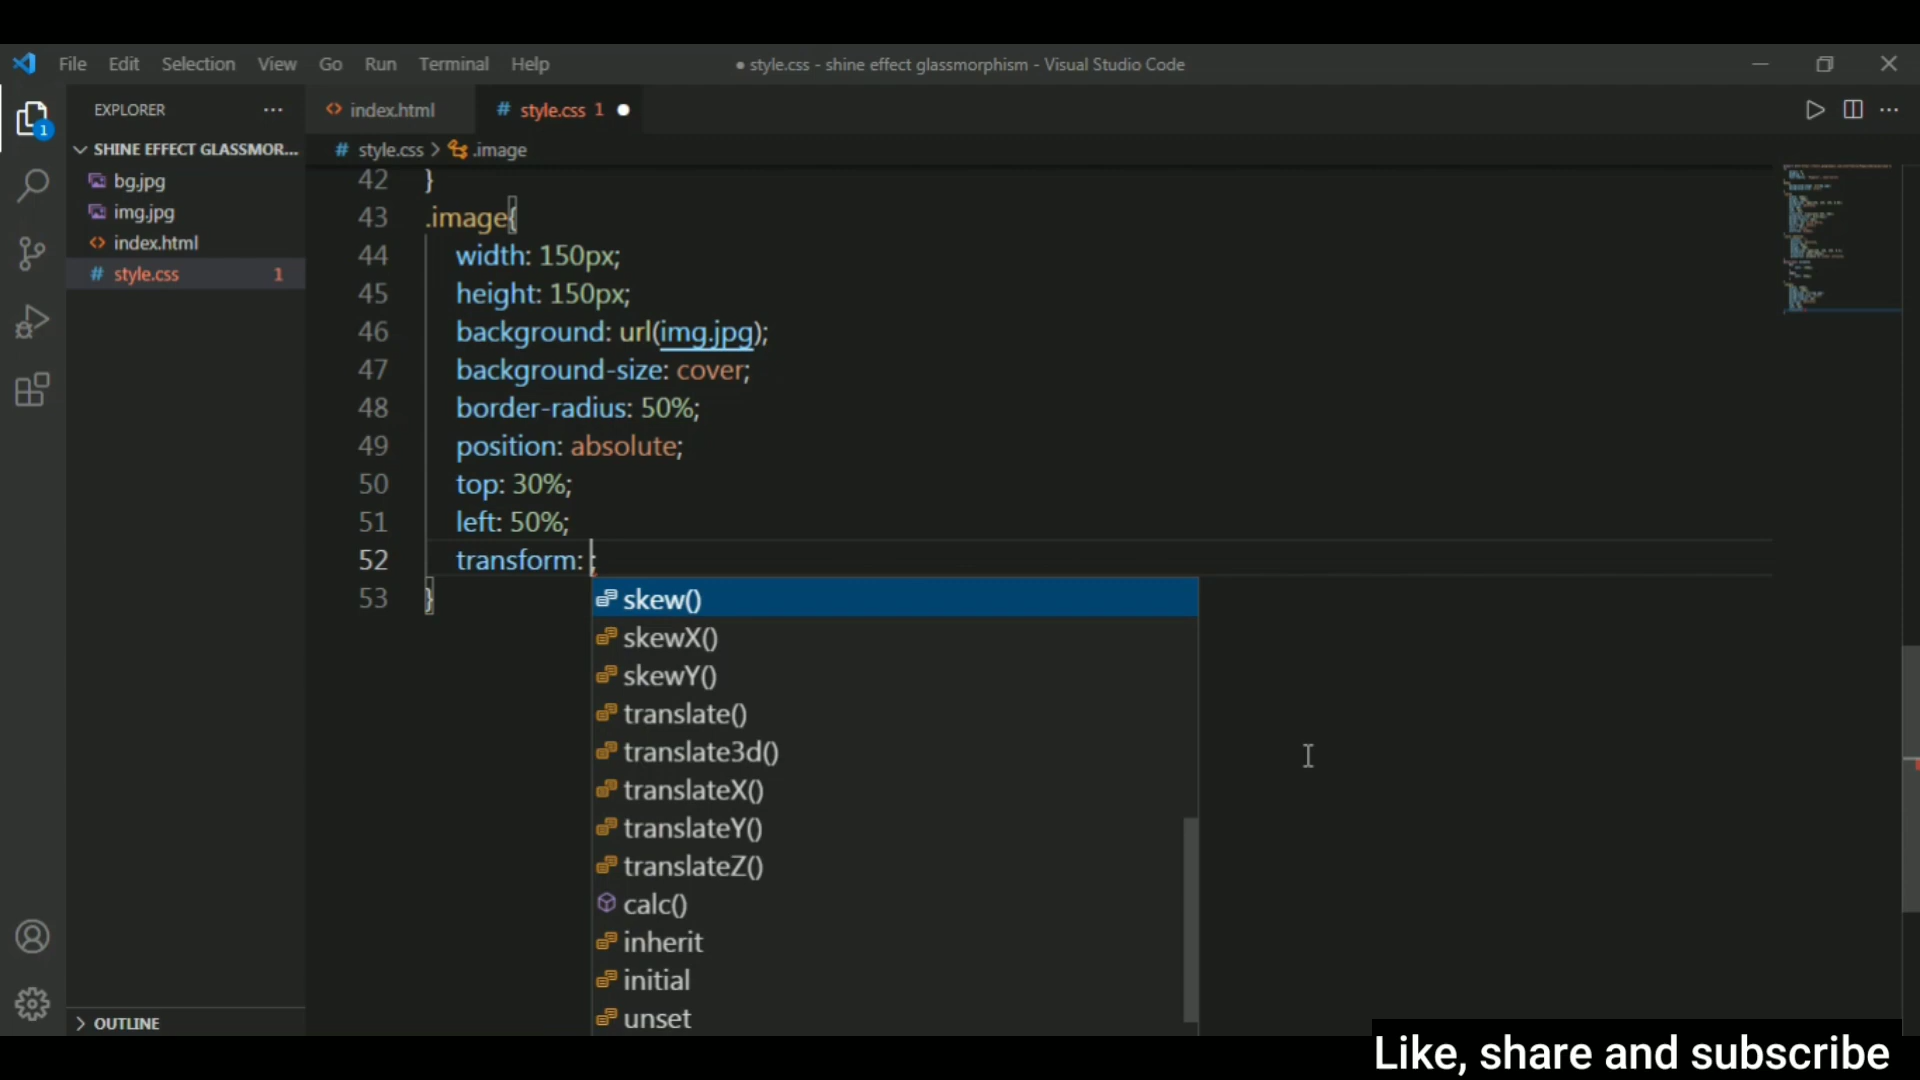 File Edit Selection View Go Run Terminal Help
● style.css - shine effect glassmorphism - Visual Studio Code
EXPLORER ...
index.html
# style.css 1 ●
1
SHINE EFFECT GLASSMOR...
bg.jpg
img.jpg
index.html
# style.css 1
# style.css > .image
42 }
43 .image{
44 width: 150px;
45 height: 150px;
46 background: url(img.jpg);
47 background-size: cover;
48 border-radius: 50%;
49 position: absolute;
50 top: 30%;
51 left: 50%;
52 transform: ;
53 }
skew()
skewX()
skewY()
translate()
translate3d()
translateX()
translateY()
translateZ()
calc()
inherit
initial
unset
OUTLINE
Like, share and subscribe